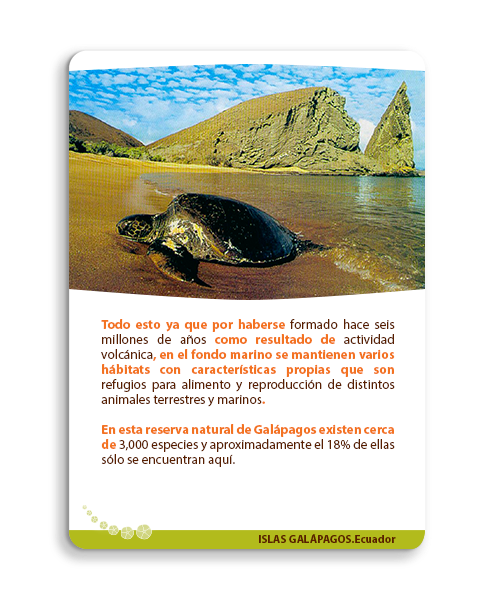 Todo esto ya que por haberse formado hace seis
millones de años como resultado de actividad
volcánica, en el fondo marino se mantienen varios
hábitats con características propias que son
refugios para alimento y reproducción de distintos
animales terrestres y marinos.
En esta reserva natural de Galápagos existen cerca
de 3,000 especies y aproximadamente el 18% de ellas
sólo se encuentran aquí.
ISLAS GALÁPAGOS.Ecuador